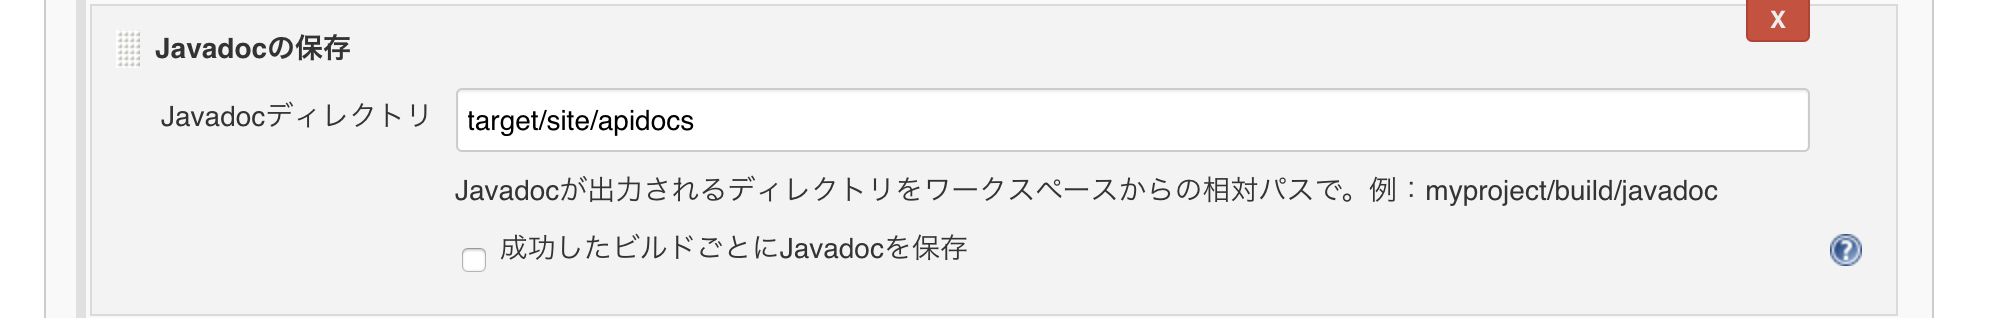 X
Javadocの保存
Javadocディレクトリ target/site/apidocs
Javadocが出力されるディレクトリをワークスペースからの相対パスで。例：myproject/build/javadoc
成功したビルドごとにJavadocを保存 ?